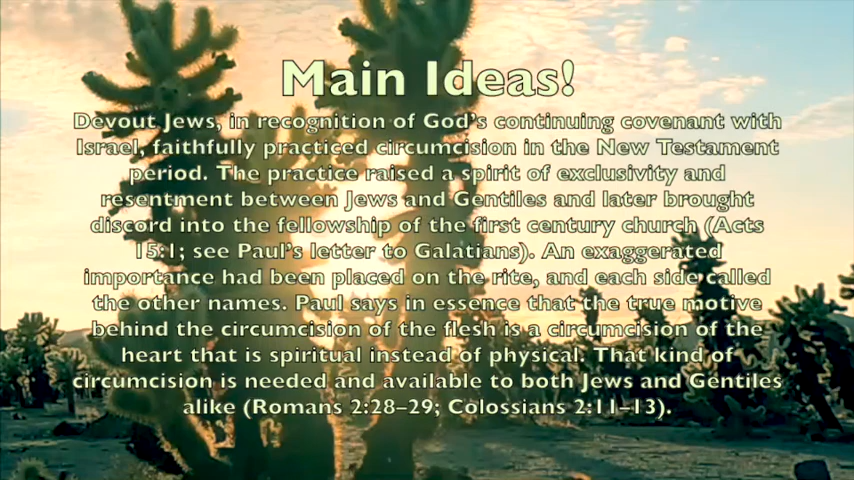 Main Ideas!
Devout Jews, in recognition of God's continuing covenant with
Israel, faithfully practiced circumcision in the New Testament
period. The practice raised a spirit of exclusivity and
resentment between Jews and Gentiles and later brought
discord into the fellowship of the first century church (Acts
15:1; see Paul's letter to Galatians). An exaggerated
importance had been placed on the rite, and each side called
the other names. Paul says in essence that the true motive
behind the circumcision of the flesh is a circumcision of the
heart that is spiritual instead of physical. That kind of
circumcision is needed and available to both Jews and Gentiles
alike (Romans 2:28–29; Colossians 2:11–13).